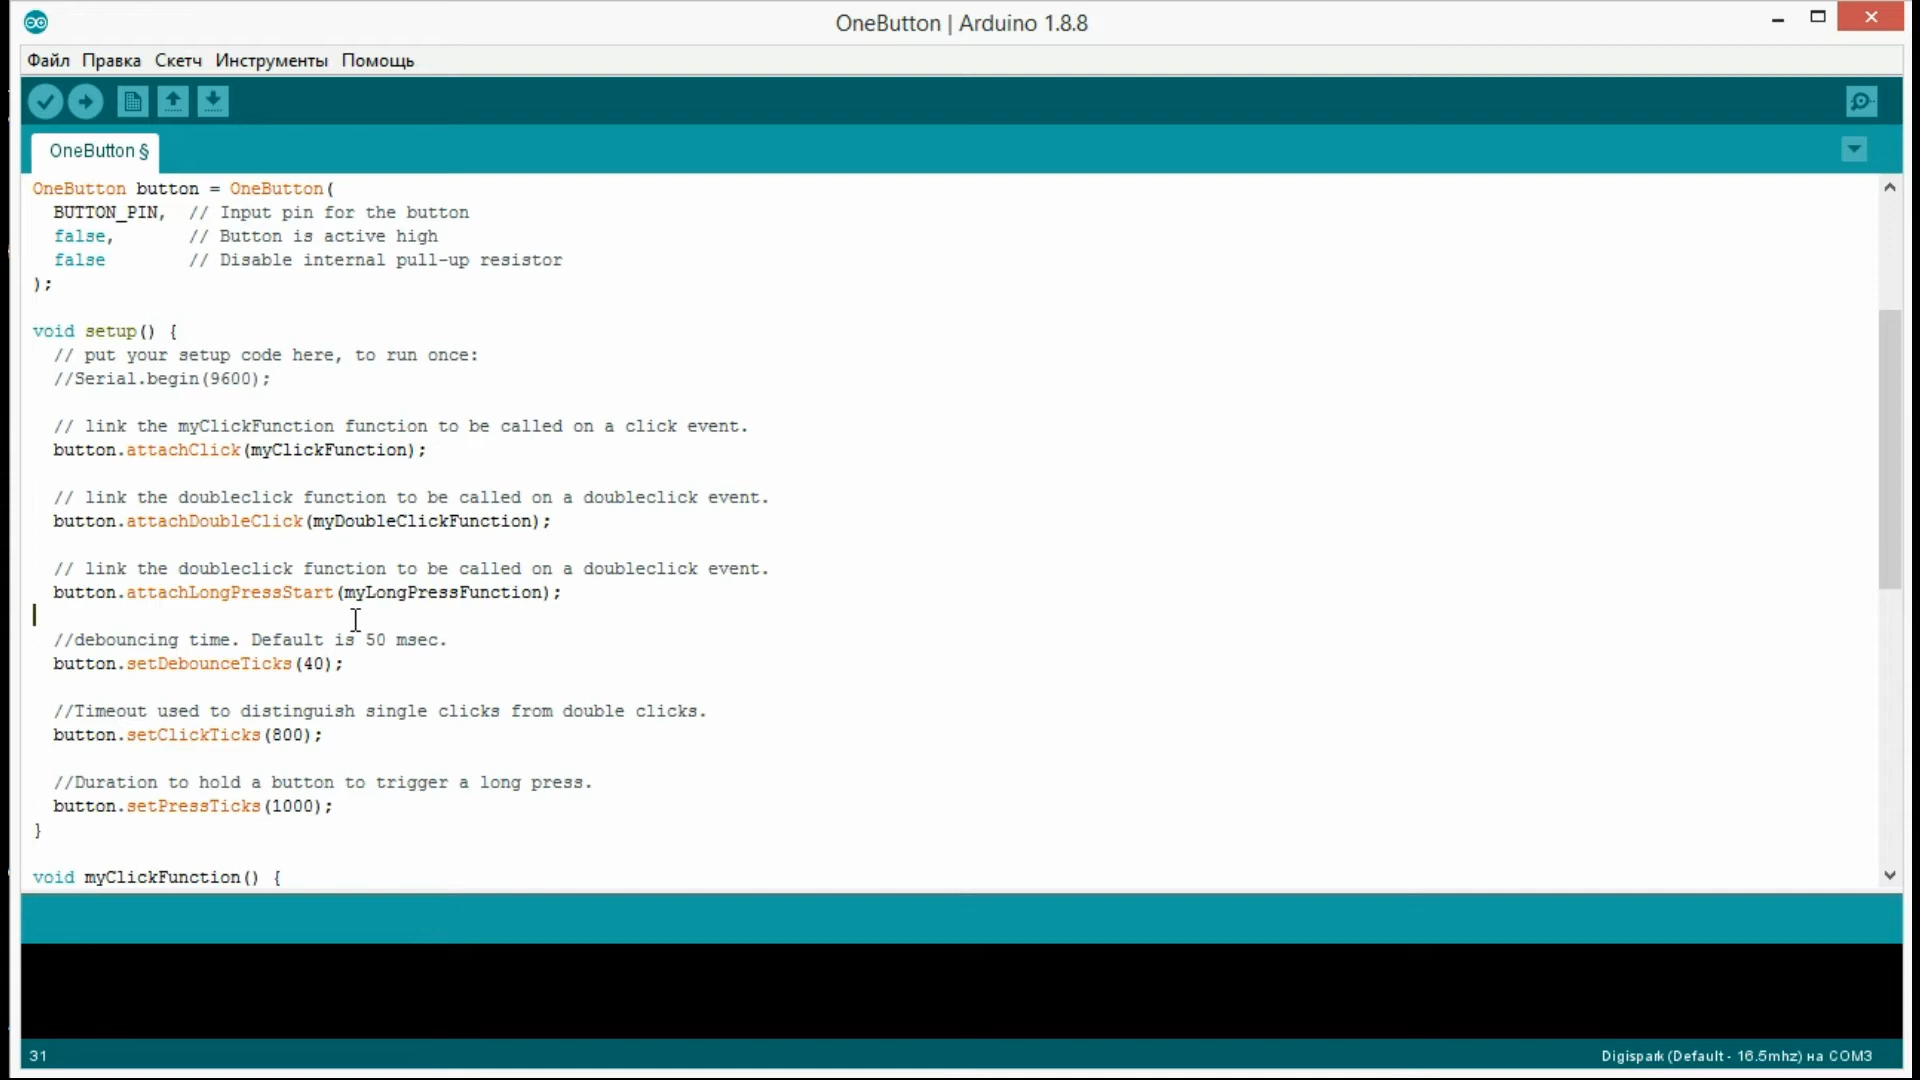 OneButton | Arduino 1.8.8
Файл Правка Скетч Инструменты Помощь
OneButton §
OneButton button = OneButton(
  BUTTON_PIN,  // Input pin for the button
  false,       // Button is active high
  false        // Disable internal pull-up resistor
);
void setup() {
  // put your setup code here, to run once:
  //Serial.begin(9600);
  // link the myClickFunction function to be called on a click event.
  button.attachClick(myClickFunction);
  // link the doubleclick function to be called on a doubleclick event.
  button.attachDoubleClick(myDoubleClickFunction);
  // link the doubleclick function to be called on a doubleclick event.
  button.attachLongPressStart(myLongPressFunction);
  //debouncing time. Default is 50 msec.
  button.setDebounceTicks(40);
  //Timeout used to distinguish single clicks from double clicks.
  button.setClickTicks(800);
  //Duration to hold a button to trigger a long press.
  button.setPressTicks(1000);
}
void myClickFunction() {
31
Digispark (Default - 16.5mhz) на COM3